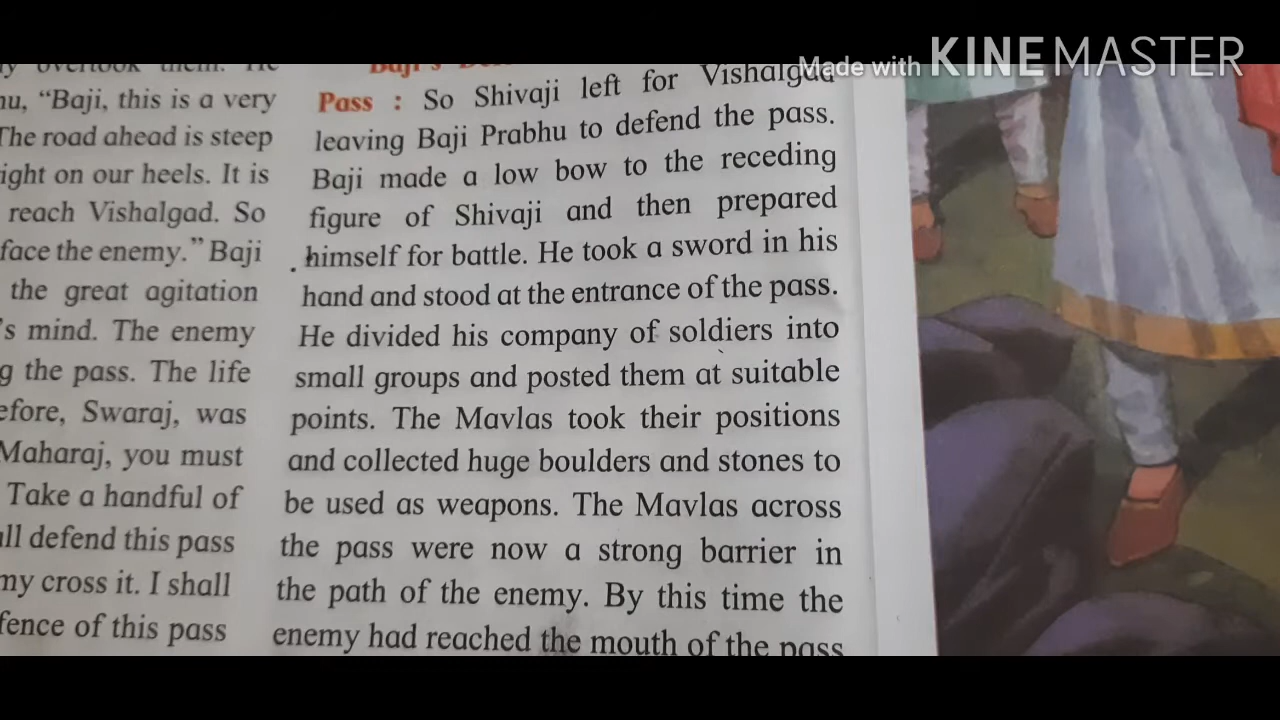 Made with KINEMASTER
overtook them. He
"Baji, this is a very
The road ahead is steep
on our heels. It is
reach Vishalgad. So
face the enemy." Baji
the great agitation
's mind. The enemy
the pass. The life
Swaraj, was
Maharaj, you must
Take a handful of
defend this pass
cross it. I shall
of this pass
Baji's
Pass : So Shivaji left for Vishalgad
leaving Baji Prabhu to defend the pass.
Baji made a low bow to the receding
figure of Shivaji and then prepared
himself for battle. He took a sword in his
hand and stood at the entrance of the pass.
He divided his company of soldiers into
small groups and posted them at suitable
points. The Mavlas took their positions
and collected huge boulders and stones to
be used as weapons. The Mavlas across
the pass were now a strong barrier in
the path of the enemy. By this time the
enemy had reached the mouth of the pass